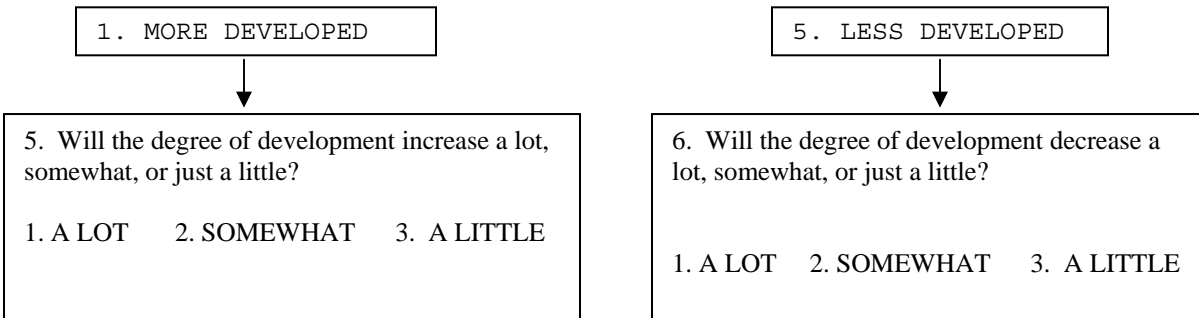 1. MORE DEVELOPED
5. Will the degree of development increase a lot,
somewhat, or just a little?
1. A LOT 2. SOMEWHAT 3. A LITTLE
5. LESS DEVELOPED
6. Will the degree of development decrease a
lot, somewhat, or just a little?
1. A LOT 2. SOMEWHAT 3. A LITTLE